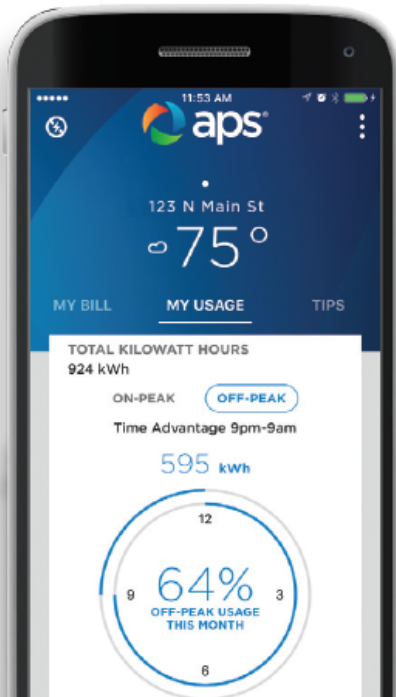 11:53 AM
aps®
123 N Main St
75°
MY BILL MY USAGE TIPS
TOTAL KILOWATT HOURS
924 kWh
ON-PEAK OFF-PEAK
Time Advantage 9pm-9am
595 kWh
12
9 64% 3
OFF-PEAK USAGE
THIS MONTH
6